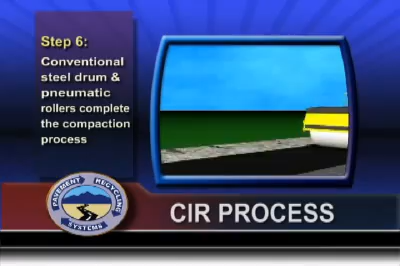 Step 6:
Conventional
steel drum &
pneumatic
rollers complete
the compaction
process
PAVEMENT RECYCLING
SYSTEMS
CIR PROCESS